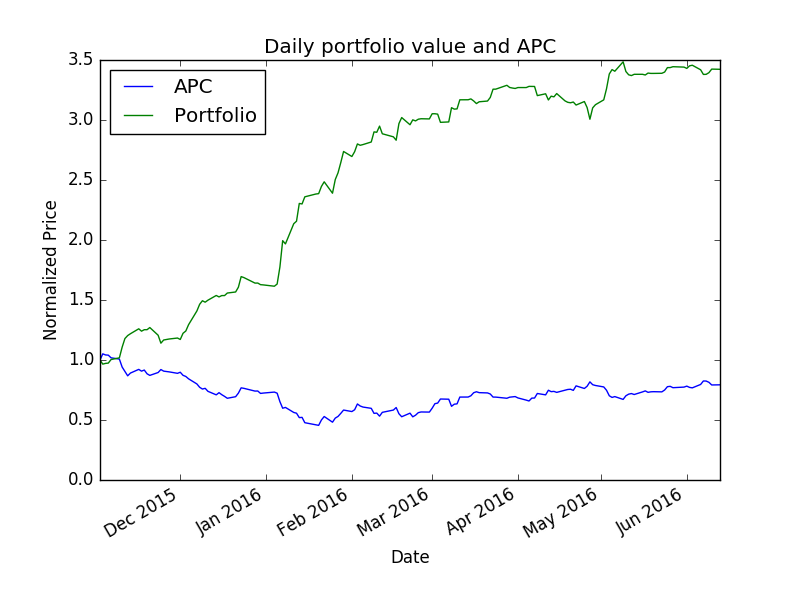 Daily portfolio value and APC
APC
Portfolio
3.5
3.0
2.5
2.0
1.5
1.0
0.5
0.0
Normalized Price
Dec 2015
Jan 2016
Feb 2016
Mar 2016
Apr 2016
May 2016
Jun 2016
Date